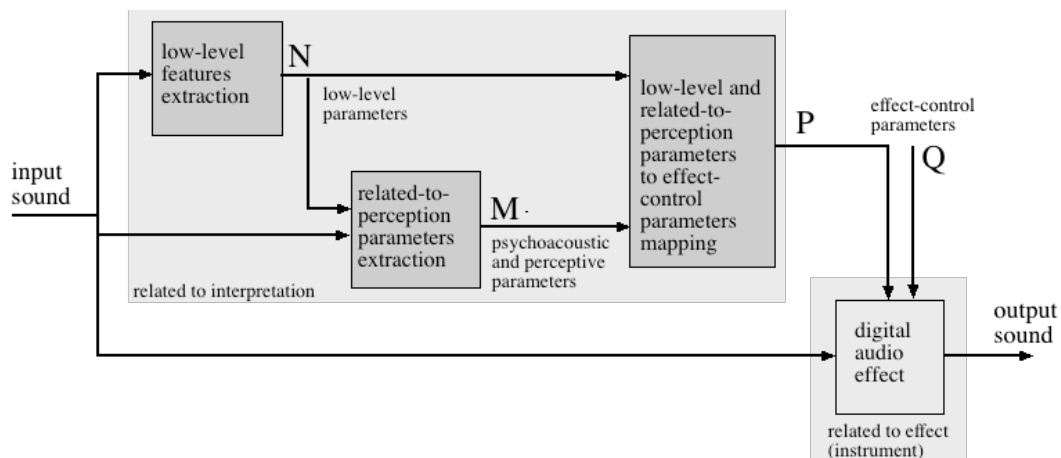 low-level
features
extraction
N
low-level
parameters
low-level and
related-to-
perception
parameters
to effect-
control
parameters
mapping
P
effect-control
parameters
Q
input
sound
related-to-
perception
parameters
extraction
M .
psychoacoustic
and perceptive
parameters
related to interpretation
digital
audio
effect
output
sound
related to effect
(instrument)